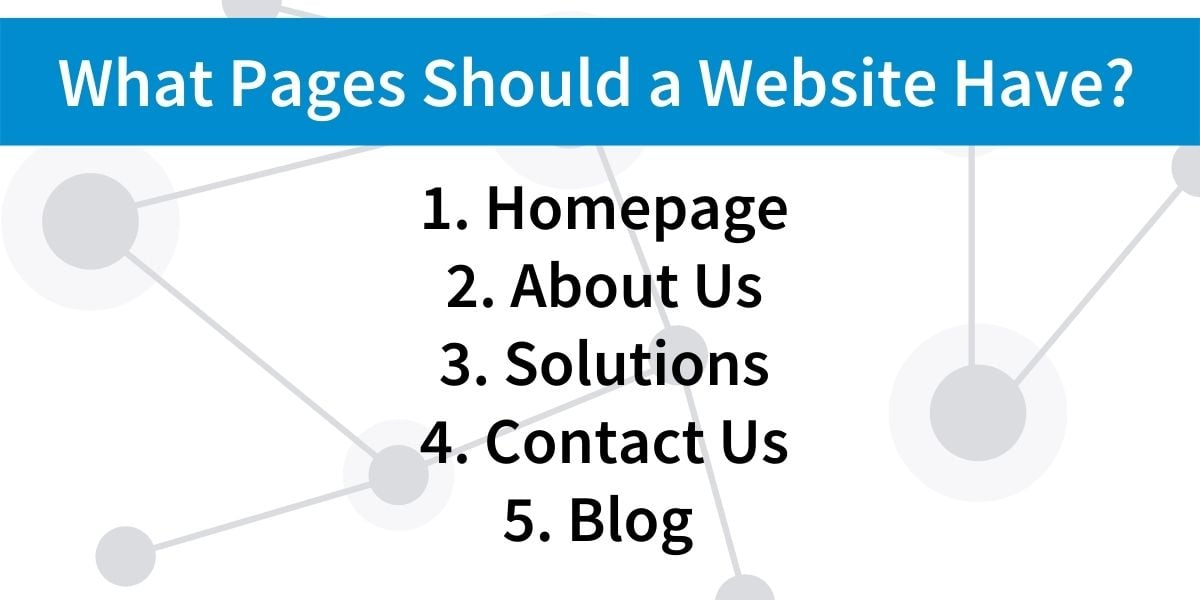 What Pages Should a Website Have?
1. Homepage
2. About Us
3. Solutions
4. Contact Us
5. Blog